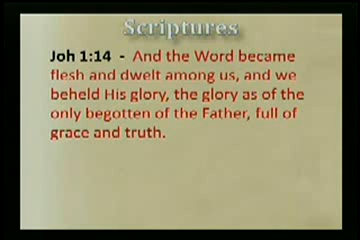 Scriptures
Joh 1:14 - And the Word became
flesh and dwelt among us, and we
beheld His glory, the glory as of the
only begotten of the Father, full of
grace and truth.